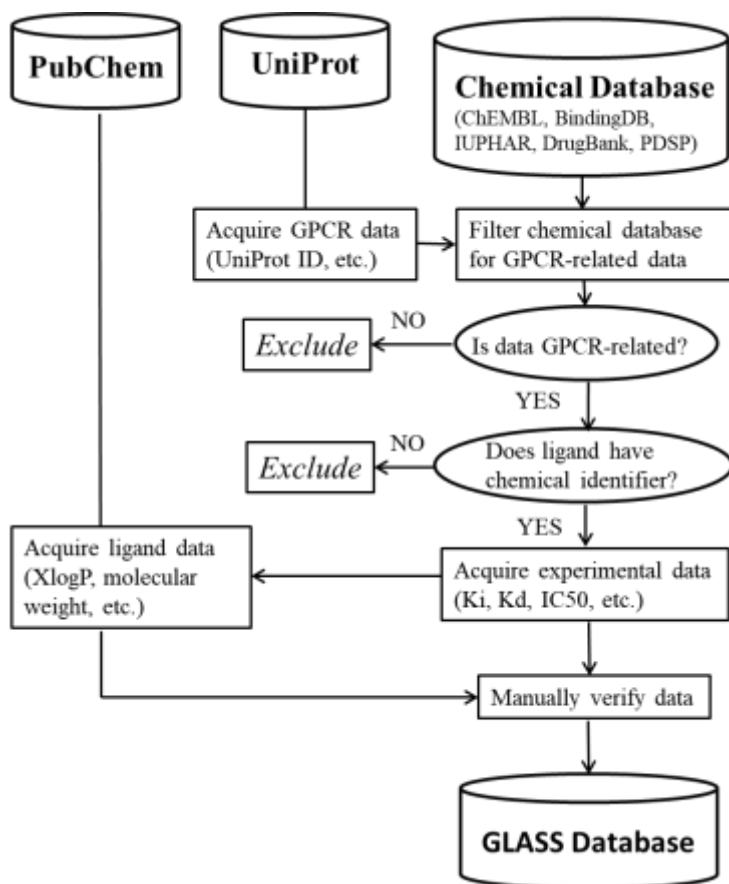 PubChem
UniProt
Chemical Database
(ChEMBL, BindingDB,
IUPHAR, DrugBank, PDSP)
Acquire GPCR data
(UniProt ID, etc.)
Filter chemical database
for GPCR-related data
NO
Exclude
Is data GPCR-related?
YES
NO
Exclude
Does ligand have
chemical identifier?
YES
Acquire ligand data
(XlogP, molecular
weight, etc.)
Acquire experimental data
(Ki, Kd, IC50, etc.)
Manually verify data
GLASS Database